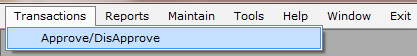 Transactions Reports Maintain Tools Help Window Exit
Approve/DisApprove